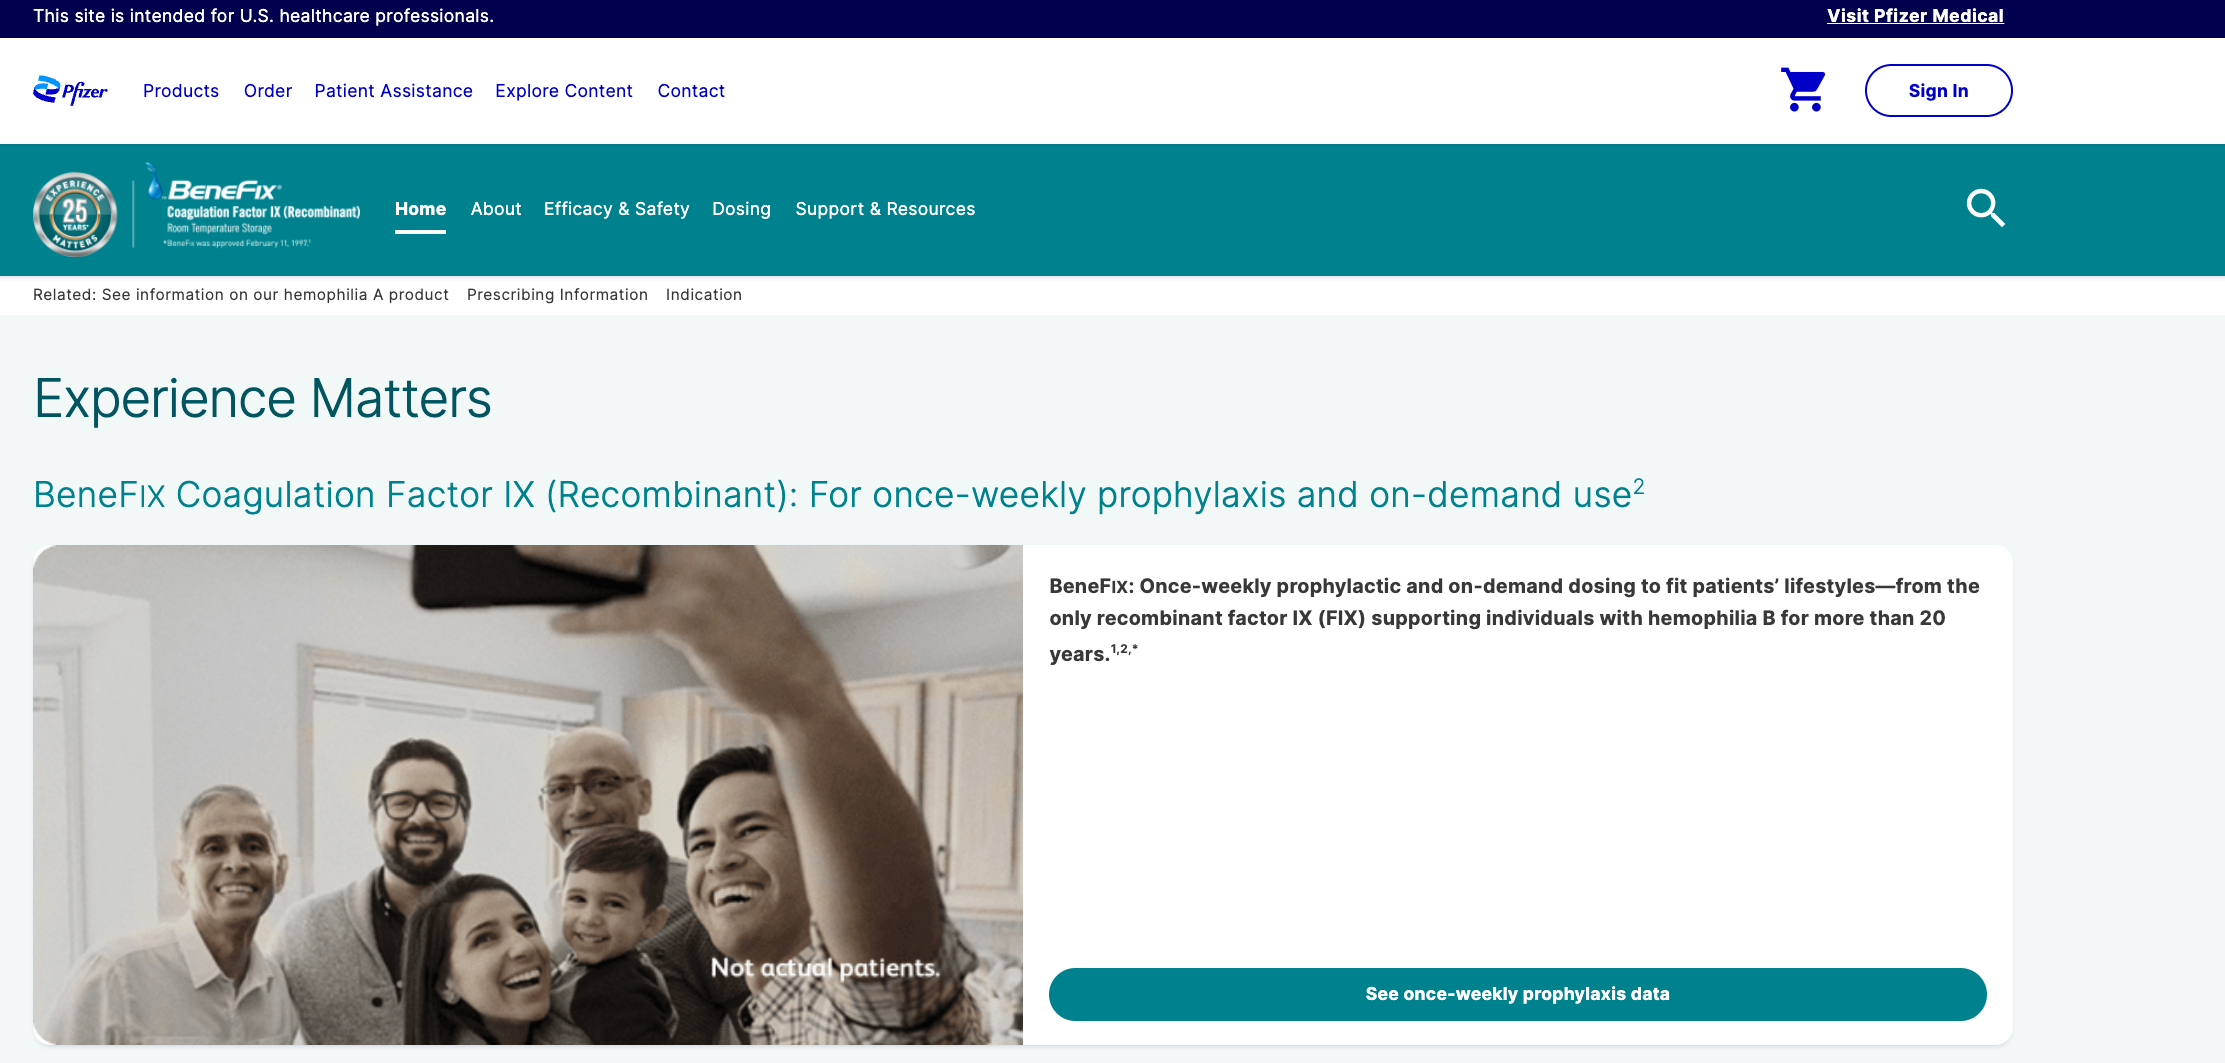 This site is intended for U.S. healthcare professionals.
Visit Pfizer Medical
Pfizer
Products
Order
Patient Assistance
Explore Content
Contact
Sign In
EXPERIENCE
25
YEARS*
MATTERS
BeneFIX®
Coagulation Factor IX (Recombinant)
Room Temperature Storage
*BeneFIX was approved February 11, 1997.¹
Home
About
Efficacy & Safety
Dosing
Support & Resources
Related: See information on our hemophilia A product
Prescribing Information
Indication
Experience Matters
BeneFIX Coagulation Factor IX (Recombinant): For once-weekly prophylaxis and on-demand use²
Not actual patients.
BeneFIX: Once-weekly prophylactic and on-demand dosing to fit patients’ lifestyles—from the
only recombinant factor IX (FIX) supporting individuals with hemophilia B for more than 20
years.¹,²,*
See once-weekly prophylaxis data